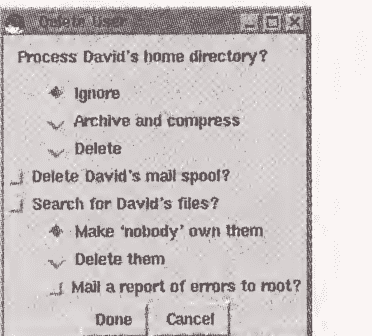 Delete User
Process David's home directory?
Ignore
Archive and compress
Delete
Delete David's mail spool?
Search for David's files?
Make 'nobody' own them
Delete them
Mail a report of errors to root?
Done Cancel